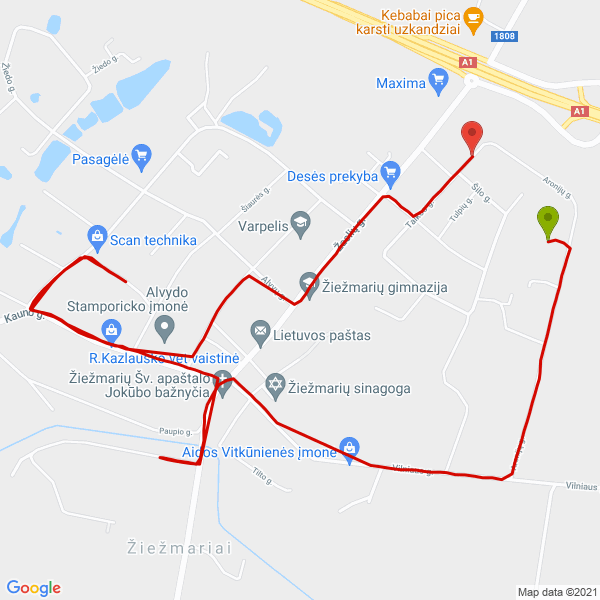 Kebabai pica
karsti uzkandziai
1808
A1
A1
Žiedo g.
Žiedo g.
Maxima
Pasagėlė
Desės prekyba
Aronijų g.
Šilo g.
Tulpių g.
Šiaurės g.
Varpelis
Žaslių g.
Scan technika
Alyvų g.
Žiežmarių gimnazija
Alvydo
Stamporicko įmonė
Kauno g.
Lietuvos paštas
R.Kazlausko vet vaistinė
Žiežmarių Šv. apaštalo
Jokūbo bažnyčia
Žiežmarių sinagoga
Paupio g.
Aidos Vitkūnienės įmonė
Tilto g.
Vilniaus g.
Vilniaus
Žiežmariai
Google
Map data ©2021